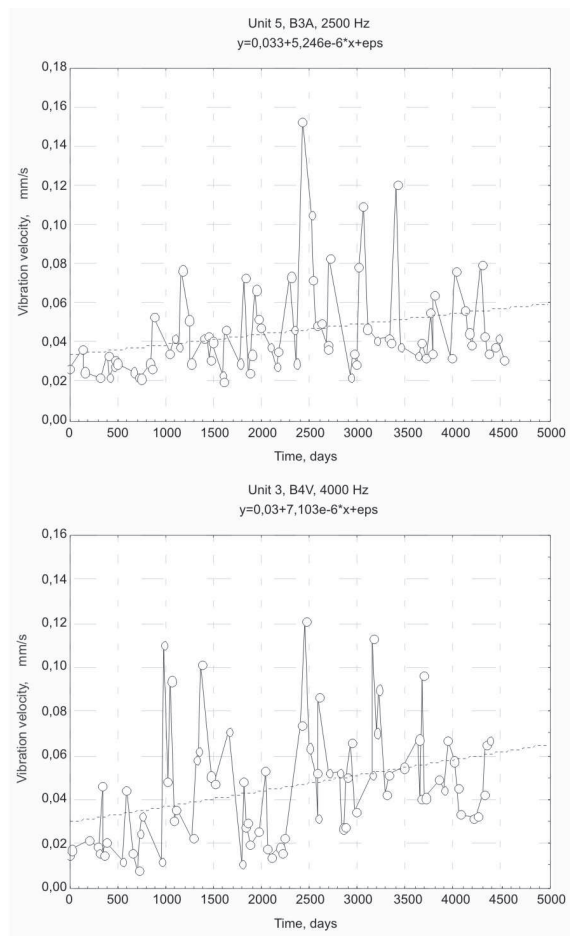 Unit 5, B3A, 2500 Hz
y=0,033+5,246e-6*x+eps
0,18
0,16
0,14
0,12
0,10
0,08
0,06
0,04
0,02
0,00
Vibration velocity, mm/s
0 500 1000 1500 2000 2500 3000 3500 4000 4500 5000
Time, days
Unit 3, B4V, 4000 Hz
y=0,03+7,103e-6*x+eps
0,16
0,14
0,12
0,10
0,08
0,06
0,04
0,02
0,00
Vibration velocity, mm/s
0 500 1000 1500 2000 2500 3000 3500 4000 4500 5000
Time, days